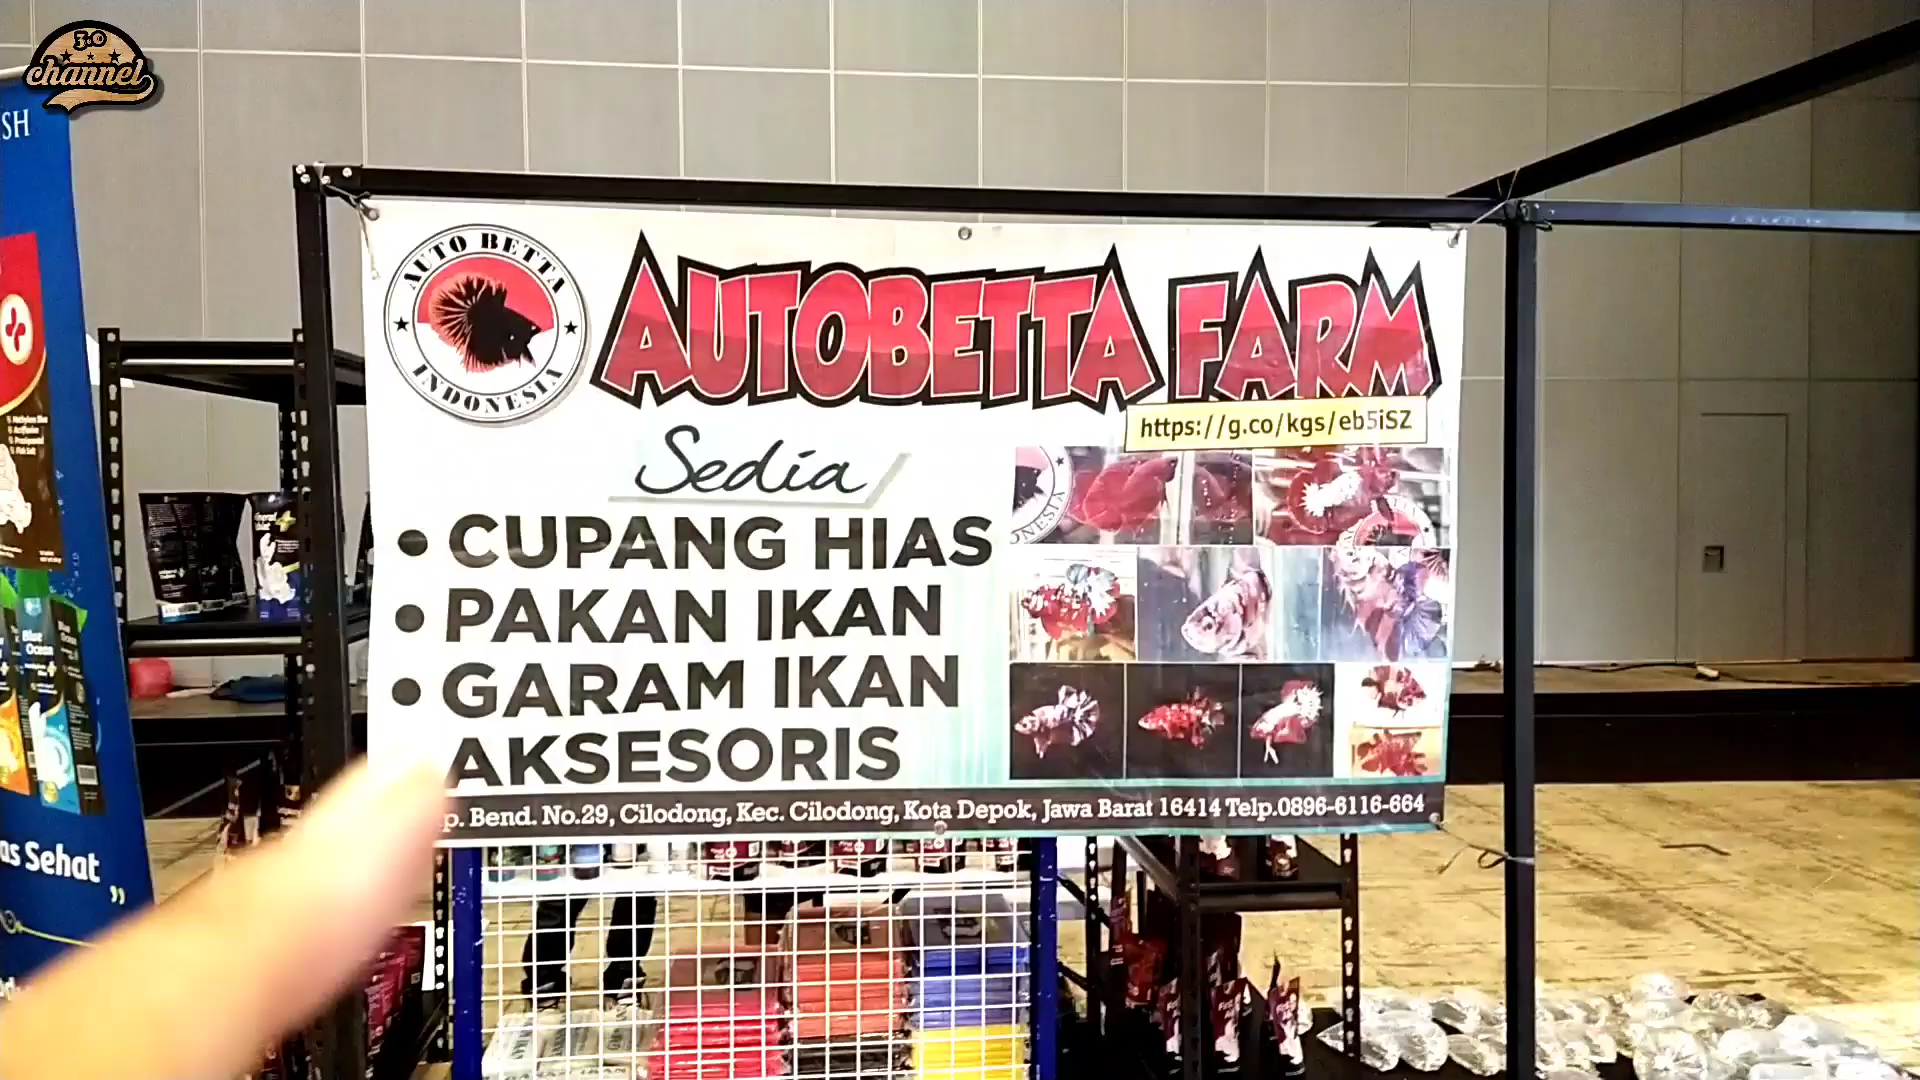 3.0
channel
SH
AUTO BETTA
INDONESIA
AUTOBETTA FARM
https://g.co/kgs/eb5iSZ
Sedia
• CUPANG HIAS
• PAKAN IKAN
• GARAM IKAN
AKSESORIS
p. Bend. No.29, Cilodong, Kec. Cilodong, Kota Depok, Jawa Barat 16414 Telp.0896-6116-664
Blue
Ocean
as Sehat
”